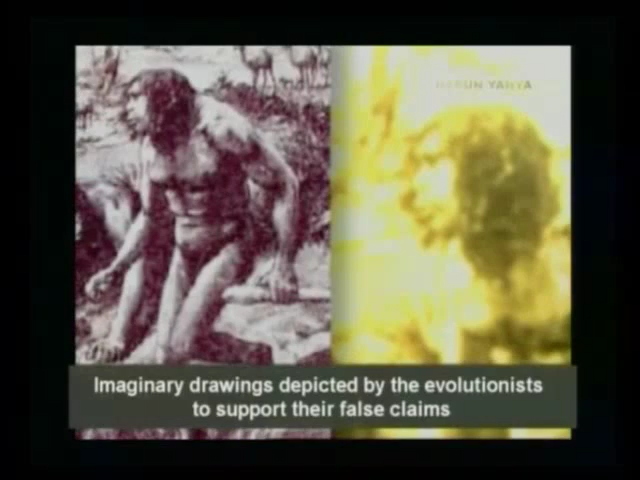 HARUN YAHYA
Imaginary drawings depicted by the evolutionists
to support their false claims